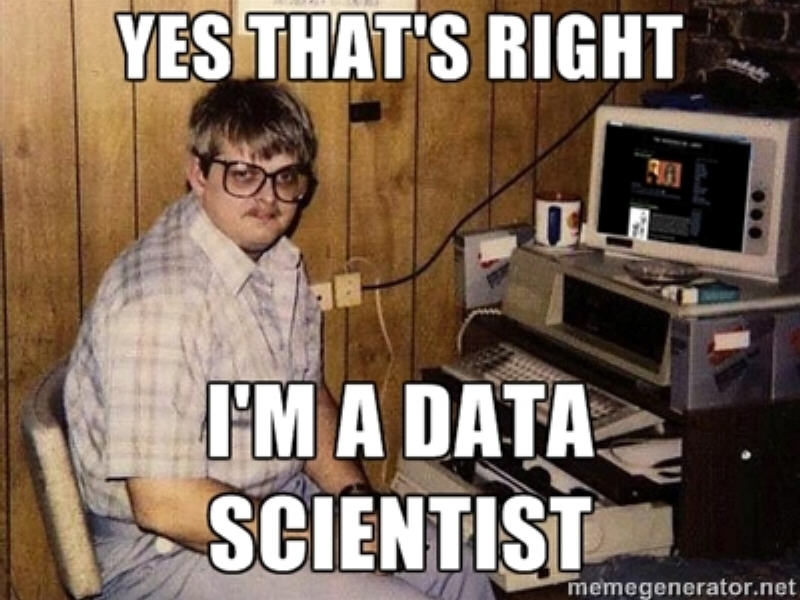 YES THAT'S RIGHT
I'M A DATA
SCIENTIST
memegenerator.net